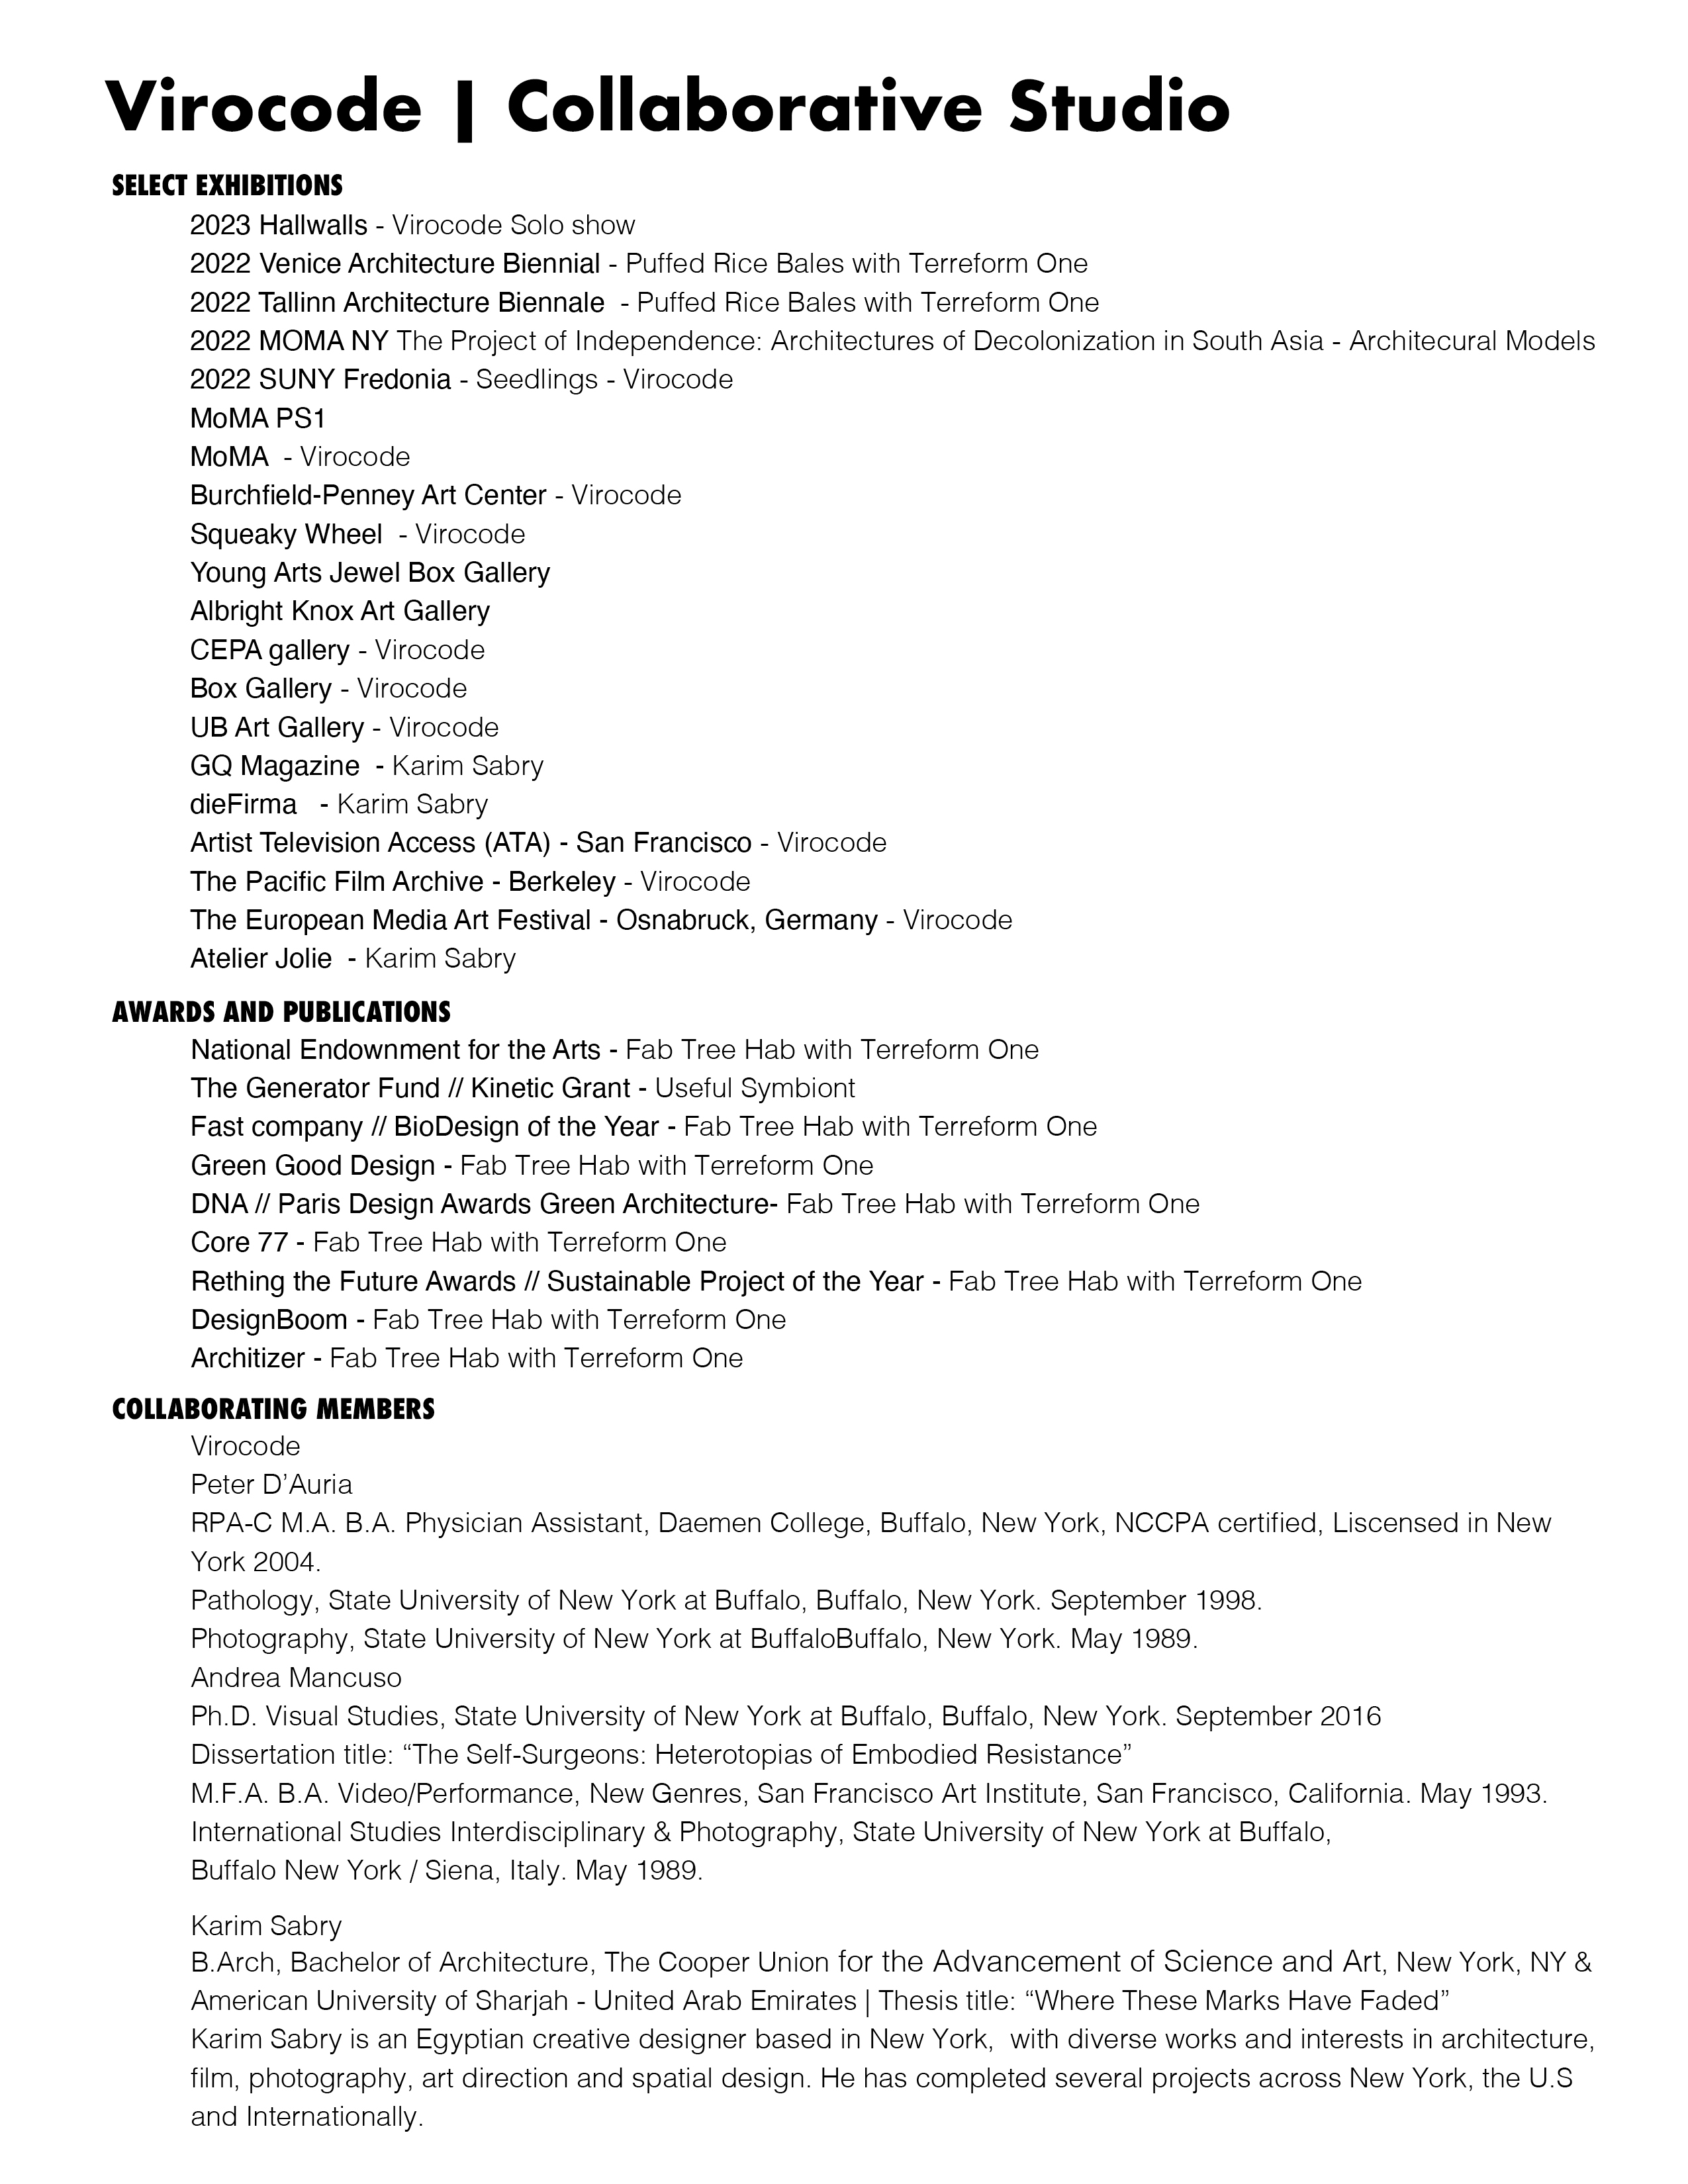 Virocode | Collaborative Studio
SELECT EXHIBITIONS
2023 Hallwalls - Virocode Solo show
2022 Venice Architecture Biennial - Puffed Rice Bales with Terreform One
2022 Tallinn Architecture Biennale  - Puffed Rice Bales with Terreform One
2022 MOMA NY The Project of Independence: Architectures of Decolonization in South Asia - Architecural Models
2022 SUNY Fredonia - Seedlings - Virocode
MoMA PS1
MoMA  - Virocode
Burchfield-Penney Art Center - Virocode
Squeaky Wheel  - Virocode
Young Arts Jewel Box Gallery
Albright Knox Art Gallery
CEPA gallery - Virocode
Box Gallery - Virocode
UB Art Gallery - Virocode
GQ Magazine  - Karim Sabry
dieFirma   - Karim Sabry
Artist Television Access (ATA) - San Francisco - Virocode
The Pacific Film Archive - Berkeley - Virocode
The European Media Art Festival - Osnabruck, Germany - Virocode
Atelier Jolie  - Karim Sabry
AWARDS AND PUBLICATIONS
National Endownment for the Arts - Fab Tree Hab with Terreform One
The Generator Fund // Kinetic Grant - Useful Symbiont
Fast company // BioDesign of the Year - Fab Tree Hab with Terreform One
Green Good Design - Fab Tree Hab with Terreform One
DNA // Paris Design Awards Green Architecture- Fab Tree Hab with Terreform One
Core 77 - Fab Tree Hab with Terreform One
Rething the Future Awards // Sustainable Project of the Year - Fab Tree Hab with Terreform One
DesignBoom - Fab Tree Hab with Terreform One
Architizer - Fab Tree Hab with Terreform One
COLLABORATING MEMBERS
Virocode
Peter D’Auria
RPA-C M.A. B.A. Physician Assistant, Daemen College, Buffalo, New York, NCCPA certified, Liscensed in New
York 2004.
Pathology, State University of New York at Buffalo, Buffalo, New York. September 1998.
Photography, State University of New York at BuffaloBuffalo, New York. May 1989.
Andrea Mancuso
Ph.D. Visual Studies, State University of New York at Buffalo, Buffalo, New York. September 2016
Dissertation title: “The Self-Surgeons: Heterotopias of Embodied Resistance”
M.F.A. B.A. Video/Performance, New Genres, San Francisco Art Institute, San Francisco, California. May 1993.
International Studies Interdisciplinary & Photography, State University of New York at Buffalo,
Buffalo New York / Siena, Italy. May 1989.
Karim Sabry
B.Arch, Bachelor of Architecture, The Cooper Union for the Advancement of Science and Art, New York, NY &
American University of Sharjah - United Arab Emirates | Thesis title: “Where These Marks Have Faded”
Karim Sabry is an Egyptian creative designer based in New York,  with diverse works and interests in architecture,
film, photography, art direction and spatial design. He has completed several projects across New York, the U.S
and Internationally.